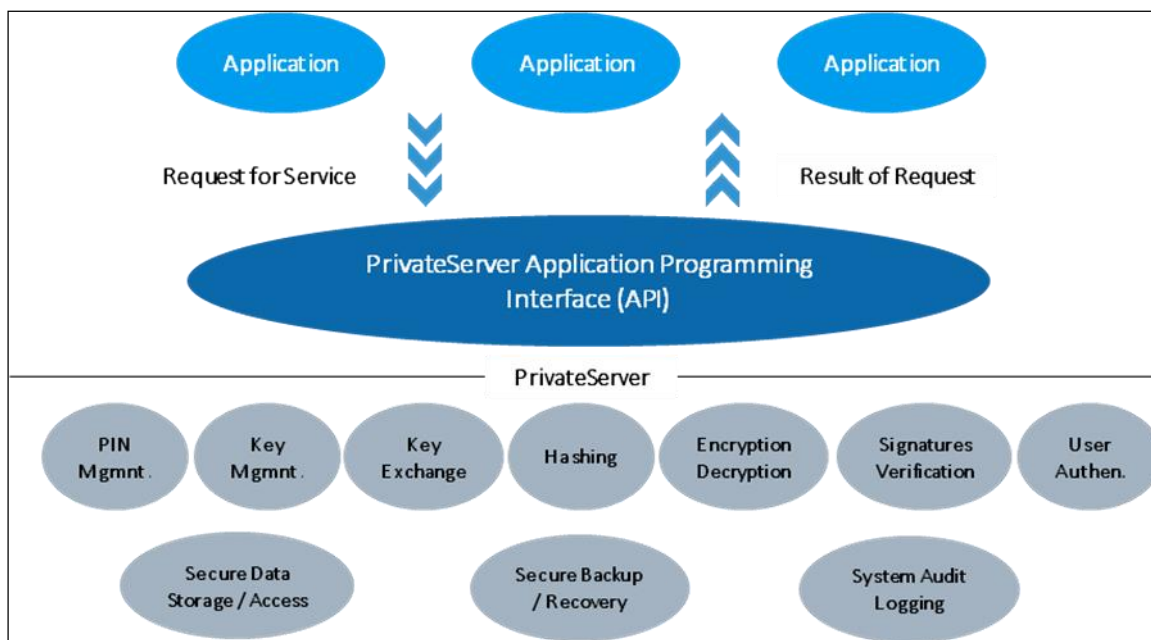 Application
Application
Application
Request for Service
Result of Request
PrivateServer Application Programming
Interface (API)
PrivateServer
PIN
Mgmnt.
Key
Mgmnt.
Key
Exchange
Hashing
Encryption
Decryption
Signatures
Verification
User
Authen.
Secure Data
Storage / Access
Secure Backup
/ Recovery
System Audit
Logging